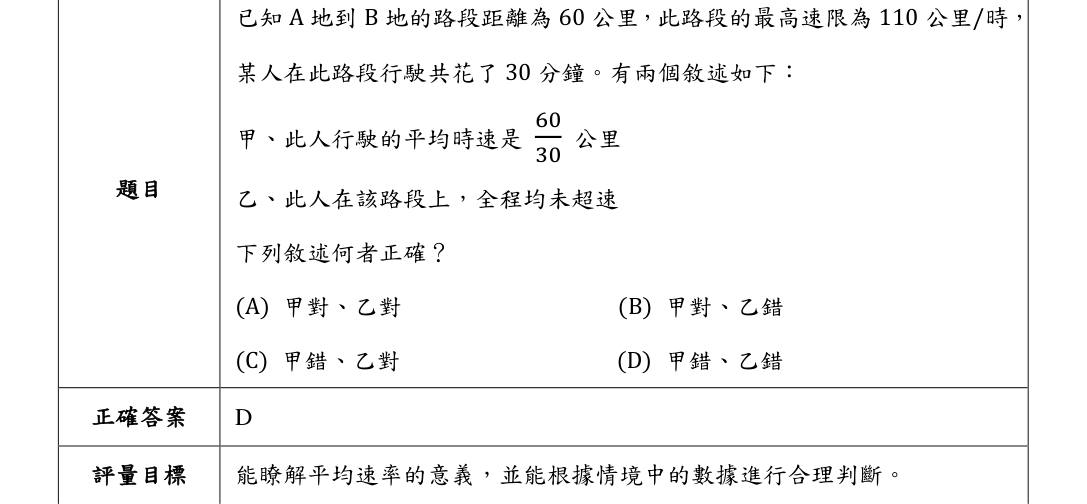 已知 A 地到 B 地的路段距離為 60 公里，此路段的最高速限為 110 公里/時，
某人在此路段行駛共花了 30 分鐘。有兩個敘述如下：
甲、此人行駛的平均時速是 60/30 公里
題目
乙、此人在該路段上，全程均未超速
下列敘述何者正確？
(A) 甲對、乙對 (B) 甲對、乙錯
(C) 甲錯、乙對 (D) 甲錯、乙錯
正確答案 D
評量目標 能瞭解平均速率的意義，並能根據情境中的數據進行合理判斷。